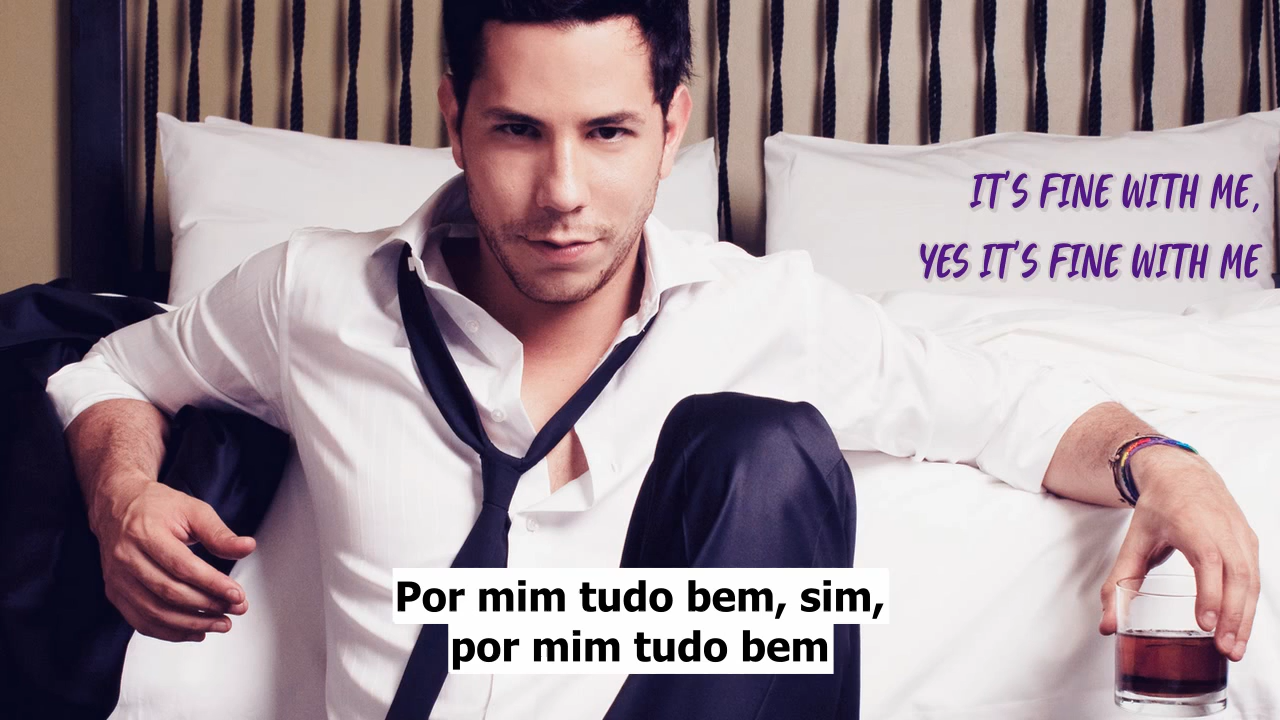 IT'S FINE WITH ME,
YES IT'S FINE WITH ME
Por mim tudo bem, sim,
por mim tudo bem